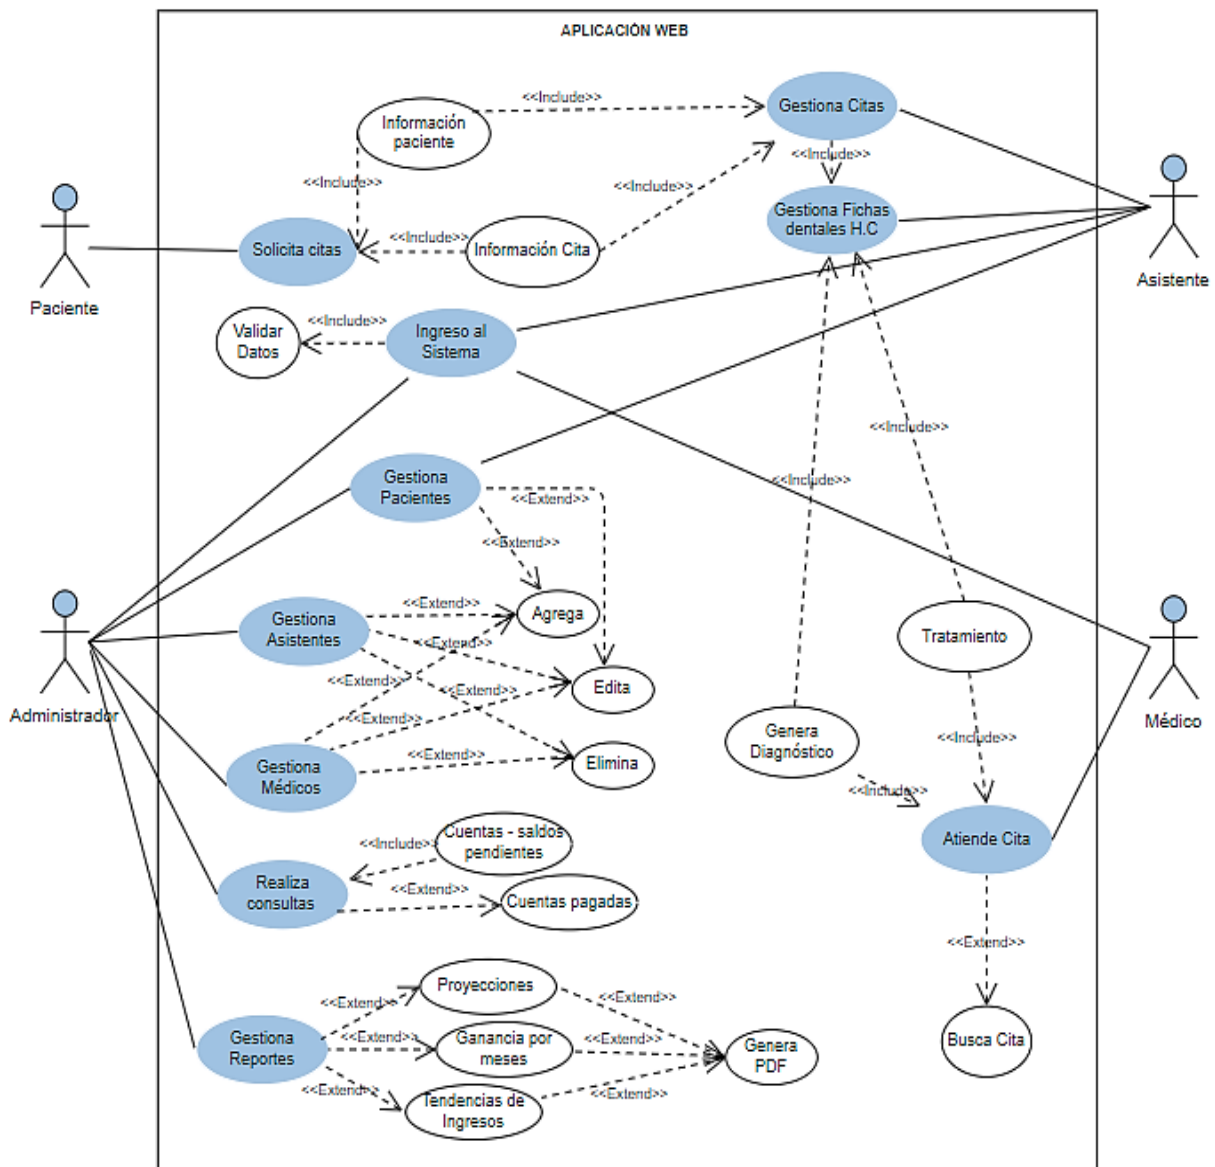 APLICACIÓN WEB
<<Include>>
Gestiona Citas
Información
paciente
<<Include>>
<<Include>>
<<Include>>
Gestiona Fichas
dentales H.C
Paciente
Solicita citas
<<Include>>
Información Cita
Asistente
Validar
Datos
<<Include>>
Ingreso al
Sistema
<<Include>>
<<Include>>
Gestiona
Pacientes
<<Extend>>
<<Extend>>
Administrador
Gestiona
Asistentes
<<Extend>>
Agrega
<<Extend>>
<<Extend>>
<<Extend>>
<<Extend>>
Edita
Tratamiento
Médico
Gestiona
Médicos
<<Extend>>
Elimina
Genera
Diagnóstico
<<Include>>
<<Include>>
Atiende Cita
Realiza
consultas
<<Include>>
Cuentas - saldos
pendientes
<<Extend>>
Cuentas pagadas
<<Extend>>
Busca Cita
Gestiona
Reportes
<<Extend>>
Proyecciones
<<Extend>>
<<Extend>>
Ganancia por
meses
<<Extend>>
Genera
PDF
<<Extend>>
Tendencias de
Ingresos
<<Extend>>